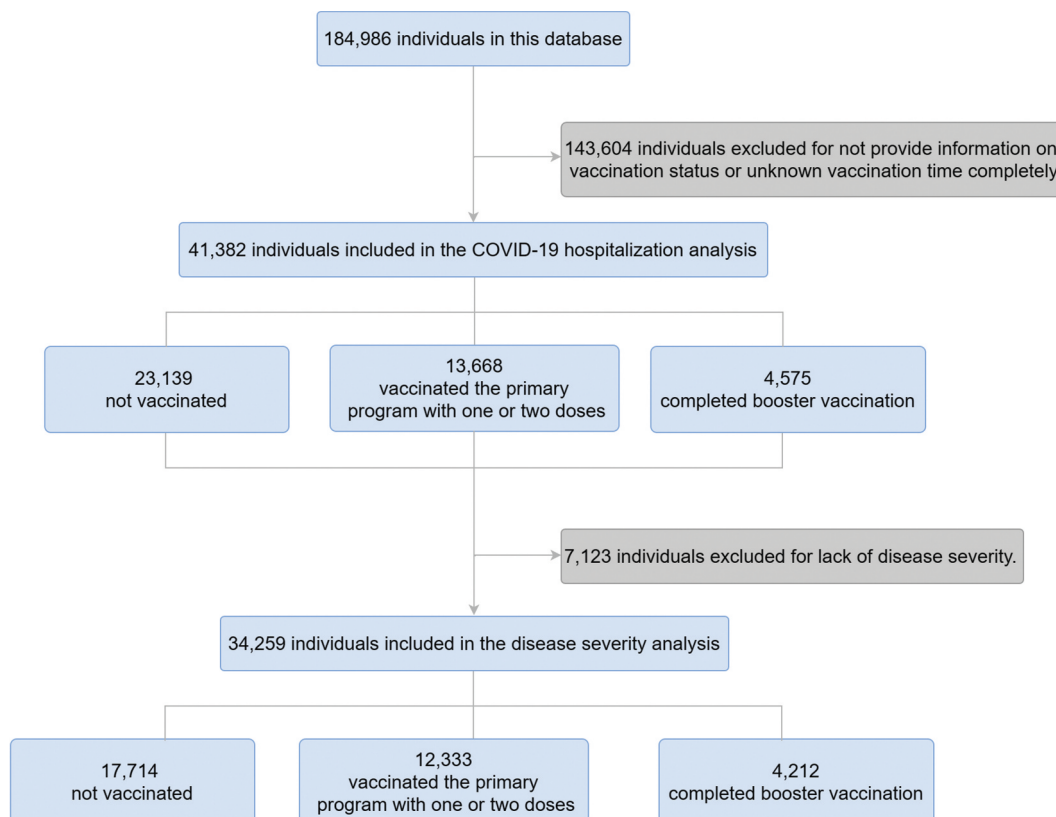 184,986 individuals in this database
143,604 individuals excluded for not provide information on
vaccination status or unknown vaccination time completely
41,382 individuals included in the COVID-19 hospitalization analysis
23,139
not vaccinated
13,668
vaccinated the primary
program with one or two doses
4,575
completed booster vaccination
7,123 individuals excluded for lack of disease severity.
34,259 individuals included in the disease severity analysis
17,714
not vaccinated
12,333
vaccinated the primary
program with one or two doses
4,212
completed booster vaccination